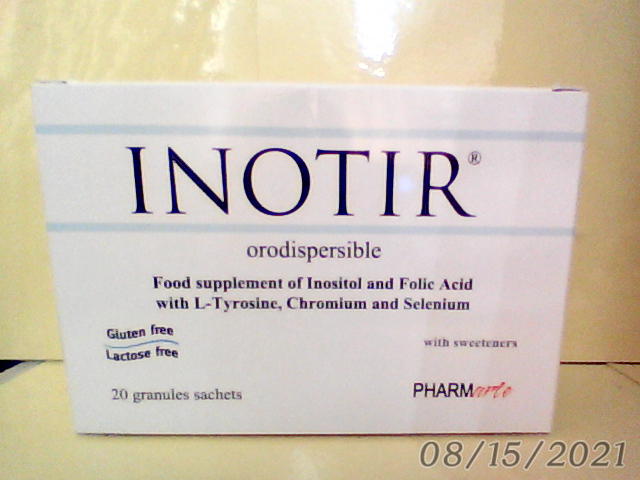 INOTIR®
orodispersible
Food supplement of Inositol and Folic Acid
with L-Tyrosine, Chromium and Selenium
Gluten free
Lactose free
with sweeteners
20 granules sachets
PHARMarte
08/15/2021